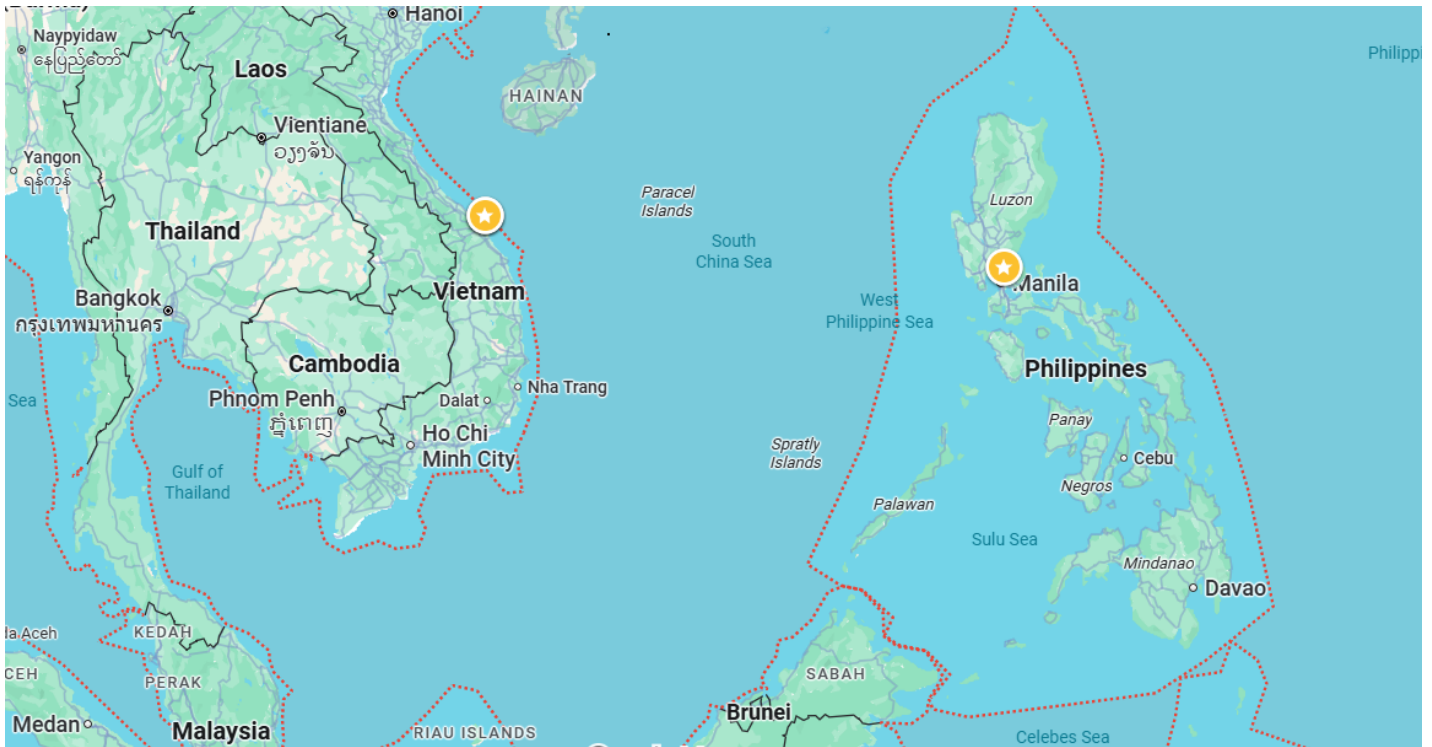 Hanoi
Naypyidaw
နေပြည်တော်
Laos
Philippi
HAINAN
Vientiane
ວຽງຈັນ
Yangon
ရန်ကုန်
Paracel
Islands
Luzon
Thailand
South
China Sea
Manila
Vietnam
Bangkok
กรุงเทพมหานคร
West
Philippine Sea
Cambodia
Philippines
Nha Trang
Sea
Phnom Penh
ភ្នំពេញ
Dalat
Panay
Ho Chi
Minh City
Spratly
Islands
Cebu
Gulf of
Thailand
Negros
Palawan
Sulu Sea
Mindanao
Davao
la Aceh
KEDAH
CEH
PERAK
SABAH
Brunei
Medan
Malaysia
RIAU ISLANDS
Celebes Sea